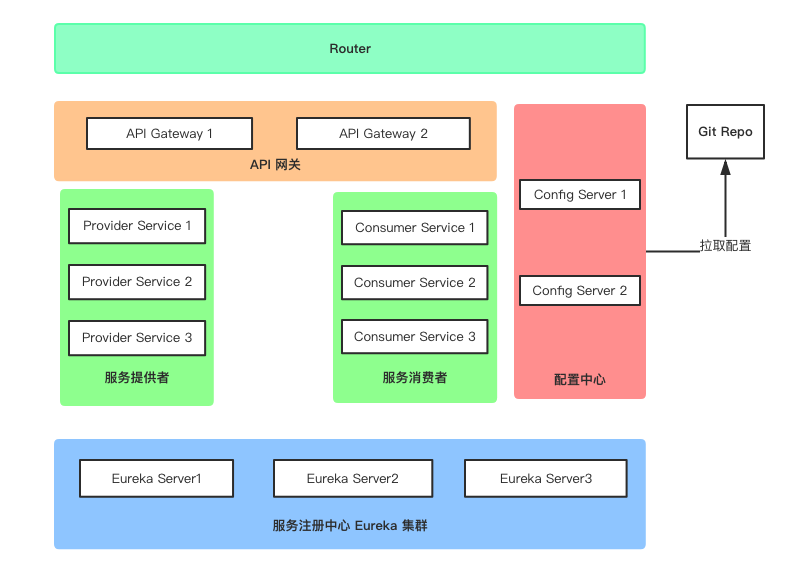 Router
API Gateway 1
API Gateway 2
API 网关
Git Repo
Config Server 1
Config Server 2
配置中心
拉取配置
Provider Service 1
Provider Service 2
Provider Service 3
服务提供者
Consumer Service 1
Consumer Service 2
Consumer Service 3
服务消费者
Eureka Server1
Eureka Server2
Eureka Server3
服务注册中心 Eureka 集群